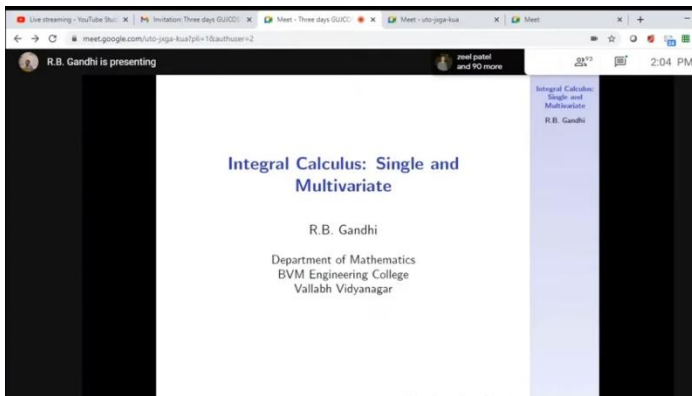 Live streaming - YouTube Stu
Invitation: Three days GUJCOS
Meet - Three days GUJCO
Meet - uto-jxga-kua
Meet
meet.google.com/uto-jxga-kua?pli=1&authuser=2
R.B. Gandhi is presenting
zeel patel
and 90 more
93
2:04 PM
Integral Calculus: Single and
Multivariate
R.B. Gandhi
Department of Mathematics
BVM Engineering College
Vallabh Vidyanagar
Integral Calculus:
Single and
Multivariate
R.B. Gandhi